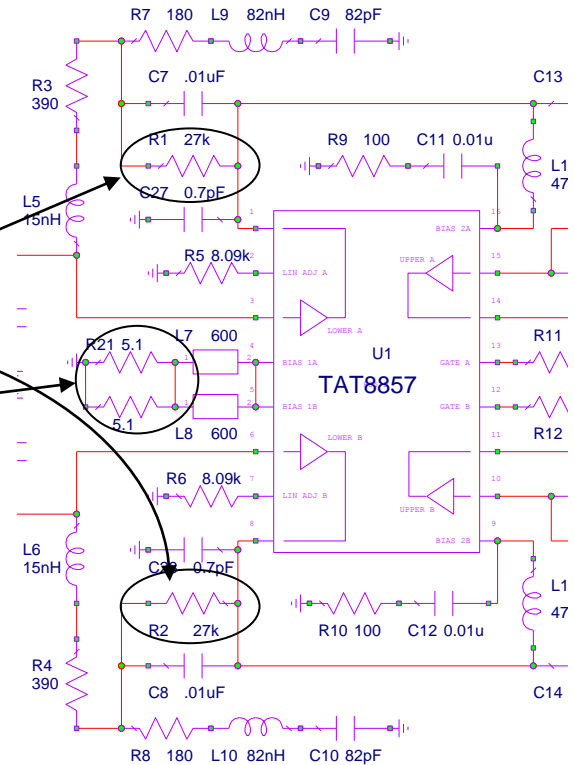 R7 180 L9 82nH C9 82pF
C7 .01uF
C13
R3
390
R1 27k
R9 100
C11 0.01u
L1
47
C27 0.7pF
L5
15nH
1
16
BIAS 2A
R5 8.09k
2
LIN ADJ A
UPPER A
15
3
LOWER A
14
L7 600
R21 5.1
1
2
4
BIAS 1A
U1
GATE A
13
R11
TAT8857
5.1
1
2
5
BIAS 1B
GATE B
12
R12
L8 600
6
LOWER B
11
R6 8.09k
7
LIN ADJ B
UPPER B
10
8
BIAS 2B
9
L6
15nH
0.7pF
L1
47
R2 27k
R10 100
C12 0.01u
R4
390
C8 .01uF
C14
R8 180 L10 82nH C10 82pF